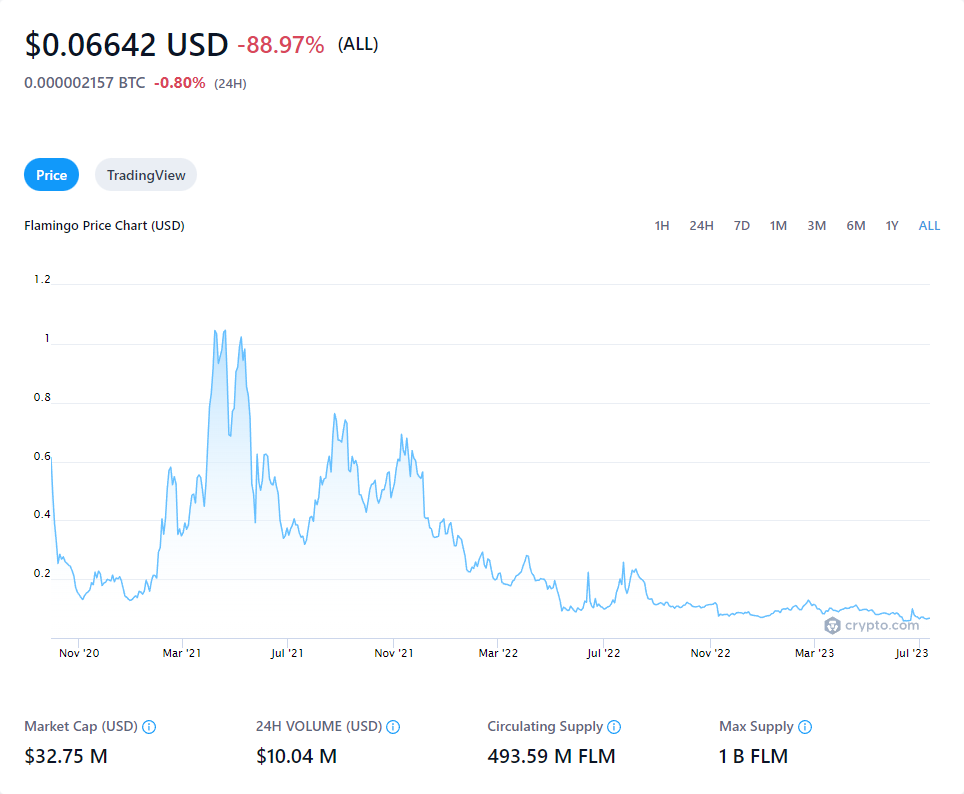 $0.06642 USD -88.97% (ALL)
0.000002157 BTC -0.80% (24H)
Price TradingView
Flamingo Price Chart (USD) 1H 24H 7D 1M 3M 6M 1Y ALL
1.2
1
0.8
0.6
0.4
0.2
crypto.com
Nov '20 Mar '21 Jul '21 Nov '21 Mar '22 Jul '22 Nov '22 Mar '23 Jul '23
Market Cap (USD) 24H VOLUME (USD) Circulating Supply Max Supply
$32.75 M $10.04 M 493.59 M FLM 1 B FLM